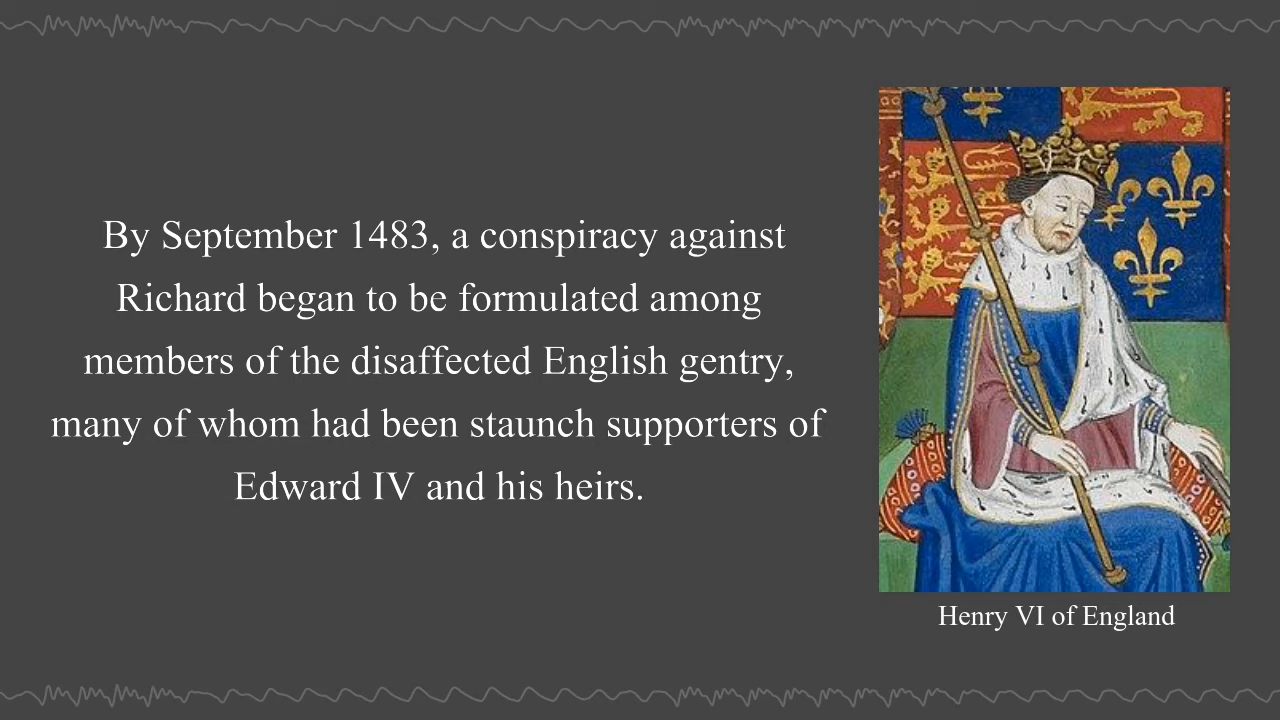 By September 1483, a conspiracy against
Richard began to be formulated among
members of the disaffected English gentry,
many of whom had been staunch supporters of
Edward IV and his heirs.
Henry VI of England